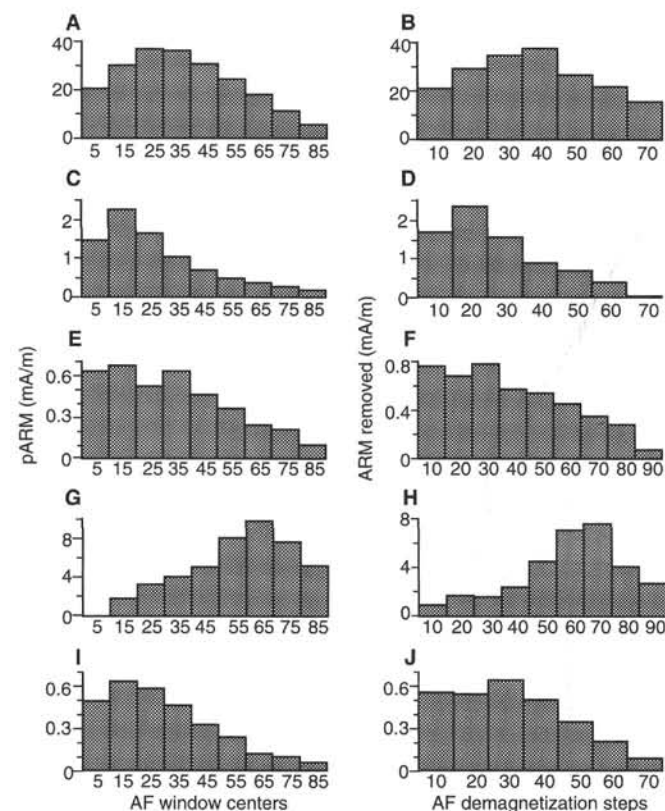 A
B
40
20
0
5 15 25 35 45 55 65 75 85
40
20
0
10 20 30 40 50 60 70
C
D
2
1
0
5 15 25 35 45 55 65 75 85
2
1
0
10 20 30 40 50 60 70
E
F
pARM (mA/m)
0.6
0.3
0
5 15 25 35 45 55 65 75 85
ARM removed (mA/m)
0.8
0.4
0
10 20 30 40 50 60 70 80 90
G
H
8
4
0
5 15 25 35 45 55 65 75 85
8
4
0
10 20 30 40 50 60 70 80 90
I
J
0.6
0.3
0
5 15 25 35 45 55 65 75 85
AF window centers
0.6
0.3
0
10 20 30 40 50 60 70
AF demagnetization steps